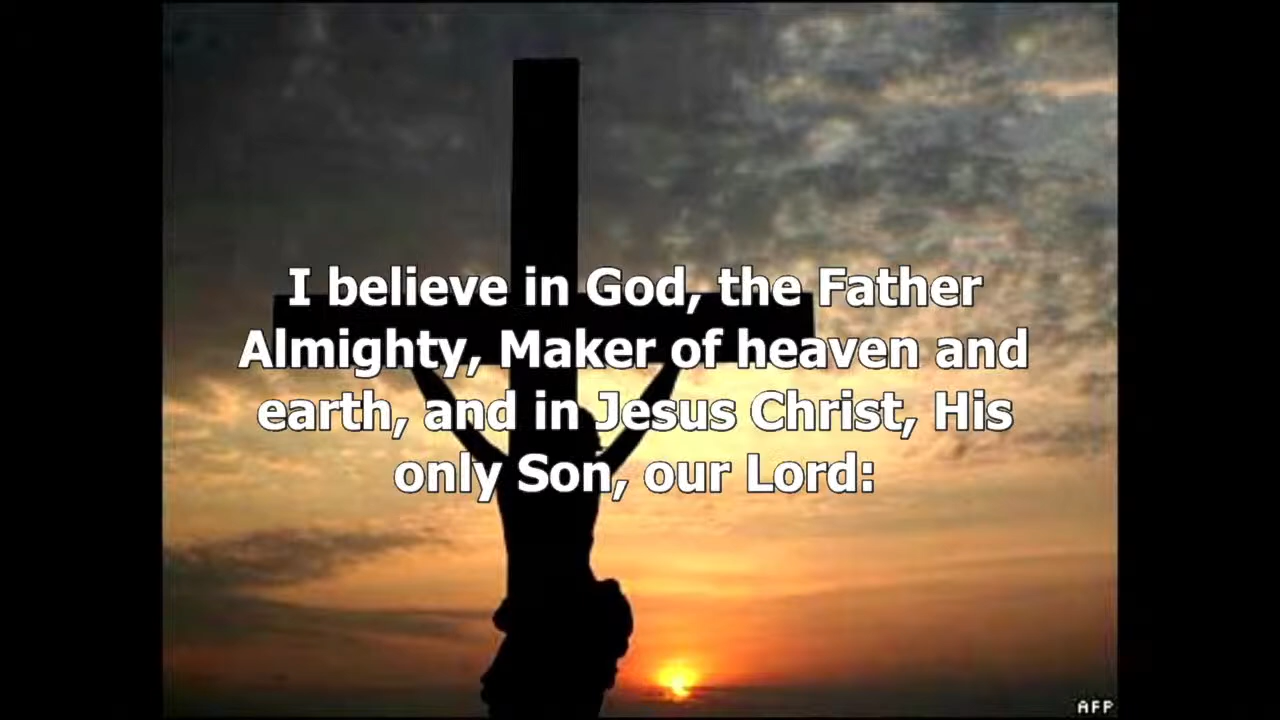 I believe in God, the Father
Almighty, Maker of heaven and
earth, and in Jesus Christ, His
only Son, our Lord:
AFP